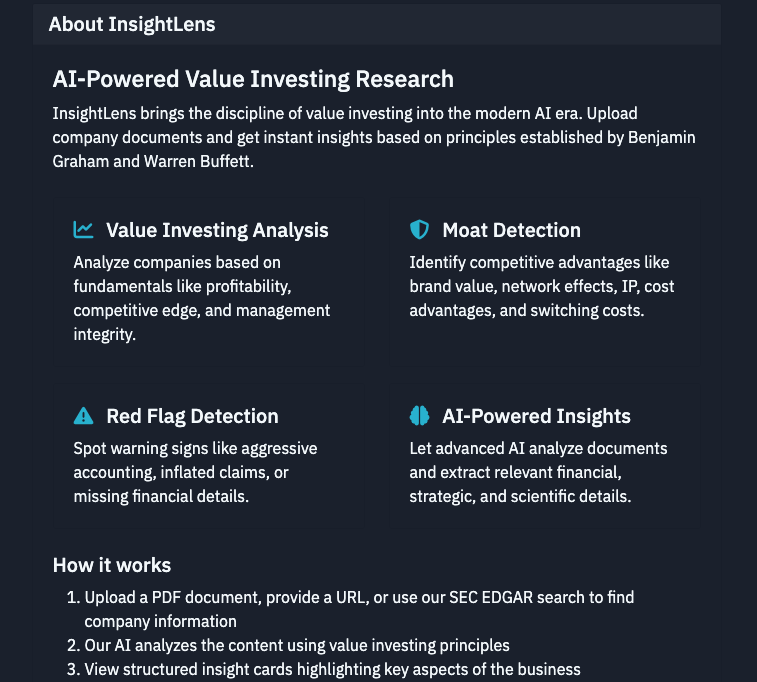 About InsightLens
AI-Powered Value Investing Research
InsightLens brings the discipline of value investing into the modern AI era. Upload
company documents and get instant insights based on principles established by Benjamin
Graham and Warren Buffett.
Value Investing Analysis
Analyze companies based on
fundamentals like profitability,
competitive edge, and management
integrity.
Moat Detection
Identify competitive advantages like
brand value, network effects, IP, cost
advantages, and switching costs.
Red Flag Detection
Spot warning signs like aggressive
accounting, inflated claims, or
missing financial details.
AI-Powered Insights
Let advanced AI analyze documents
and extract relevant financial,
strategic, and scientific details.
How it works
1. Upload a PDF document, provide a URL, or use our SEC EDGAR search to find
company information
2. Our AI analyzes the content using value investing principles
3. View structured insight cards highlighting key aspects of the business